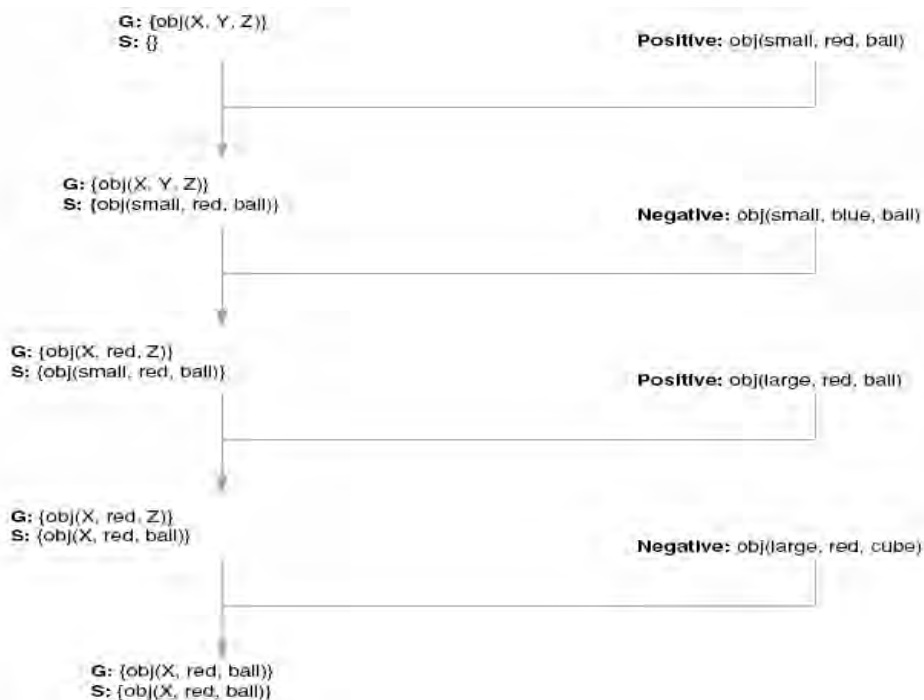 G: {obj(X, Y, Z)}
S: {}
Positive: obj(small, red, ball)
G: {obj(X, Y, Z)}
S: {obj(small, red, ball)}
Negative: obj(small, blue, ball)
G: {obj(X, red, Z)}
S: {obj(small, red, ball)}
Positive: obj(large, red, ball)
G: {obj(X, red, Z)}
S: {obj(X, red, ball)}
Negative: obj(large, red, cube)
G: {obj(X, red, ball)}
S: {obj(X, red, ball)}